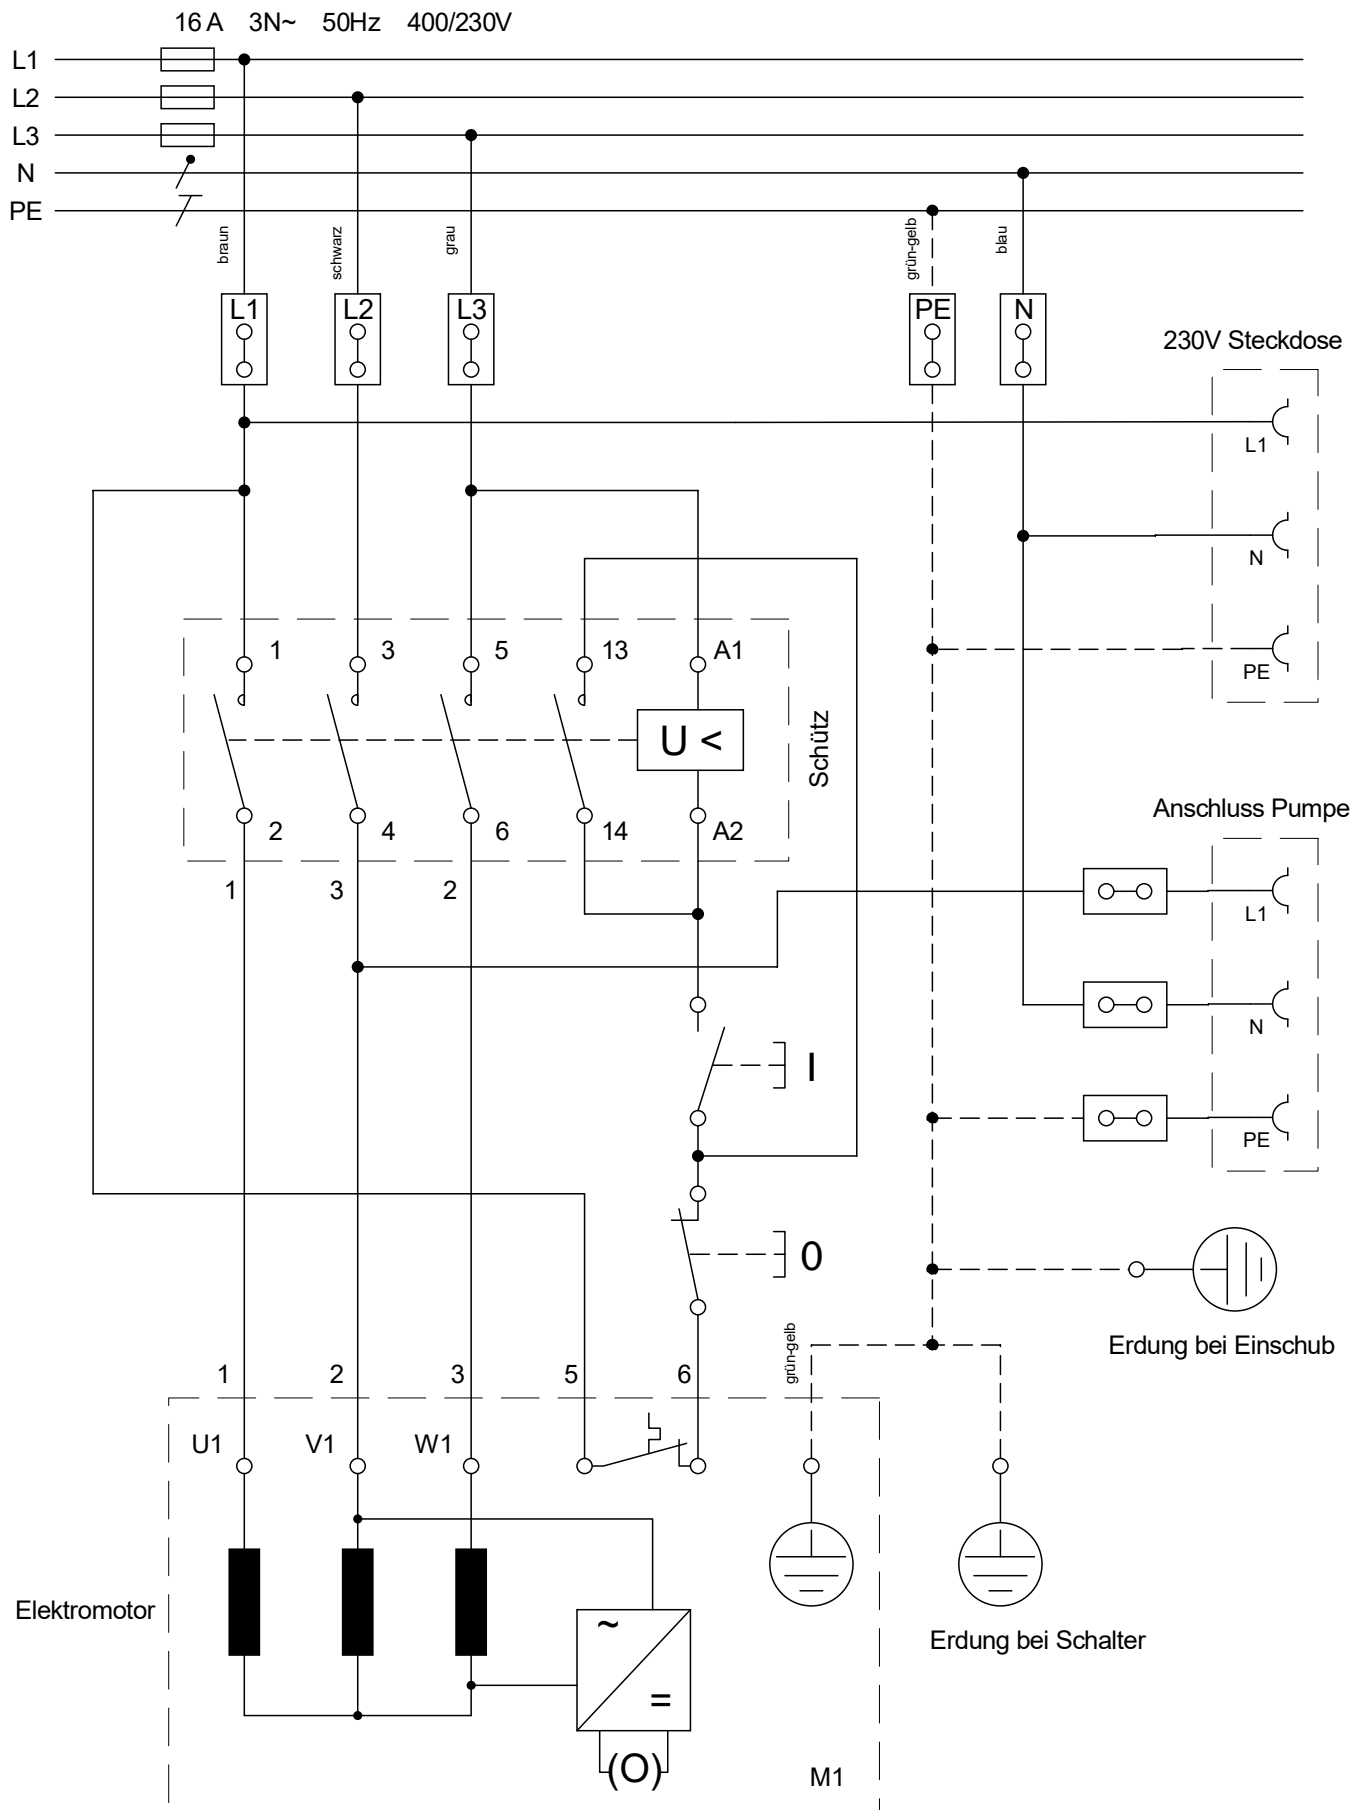 16 A 3N~ 50Hz 400/230V
L1
L2
L3
N
PE
braun
schwarz
grau
grün-gelb
blau
L1 L2 L3 PE N
230V Steckdose
L1
N
PE
1 3 5 13 A1
U <
Schütz
2 4 6 14 A2
Anschluss Pumpe
1 3 2
L1
N
I
PE
0
Erdung bei Einschub
grün-gelb
1 2 3 5 6
U1 V1 W1
Elektromotor
~
=
Erdung bei Schalter
(O)
M1